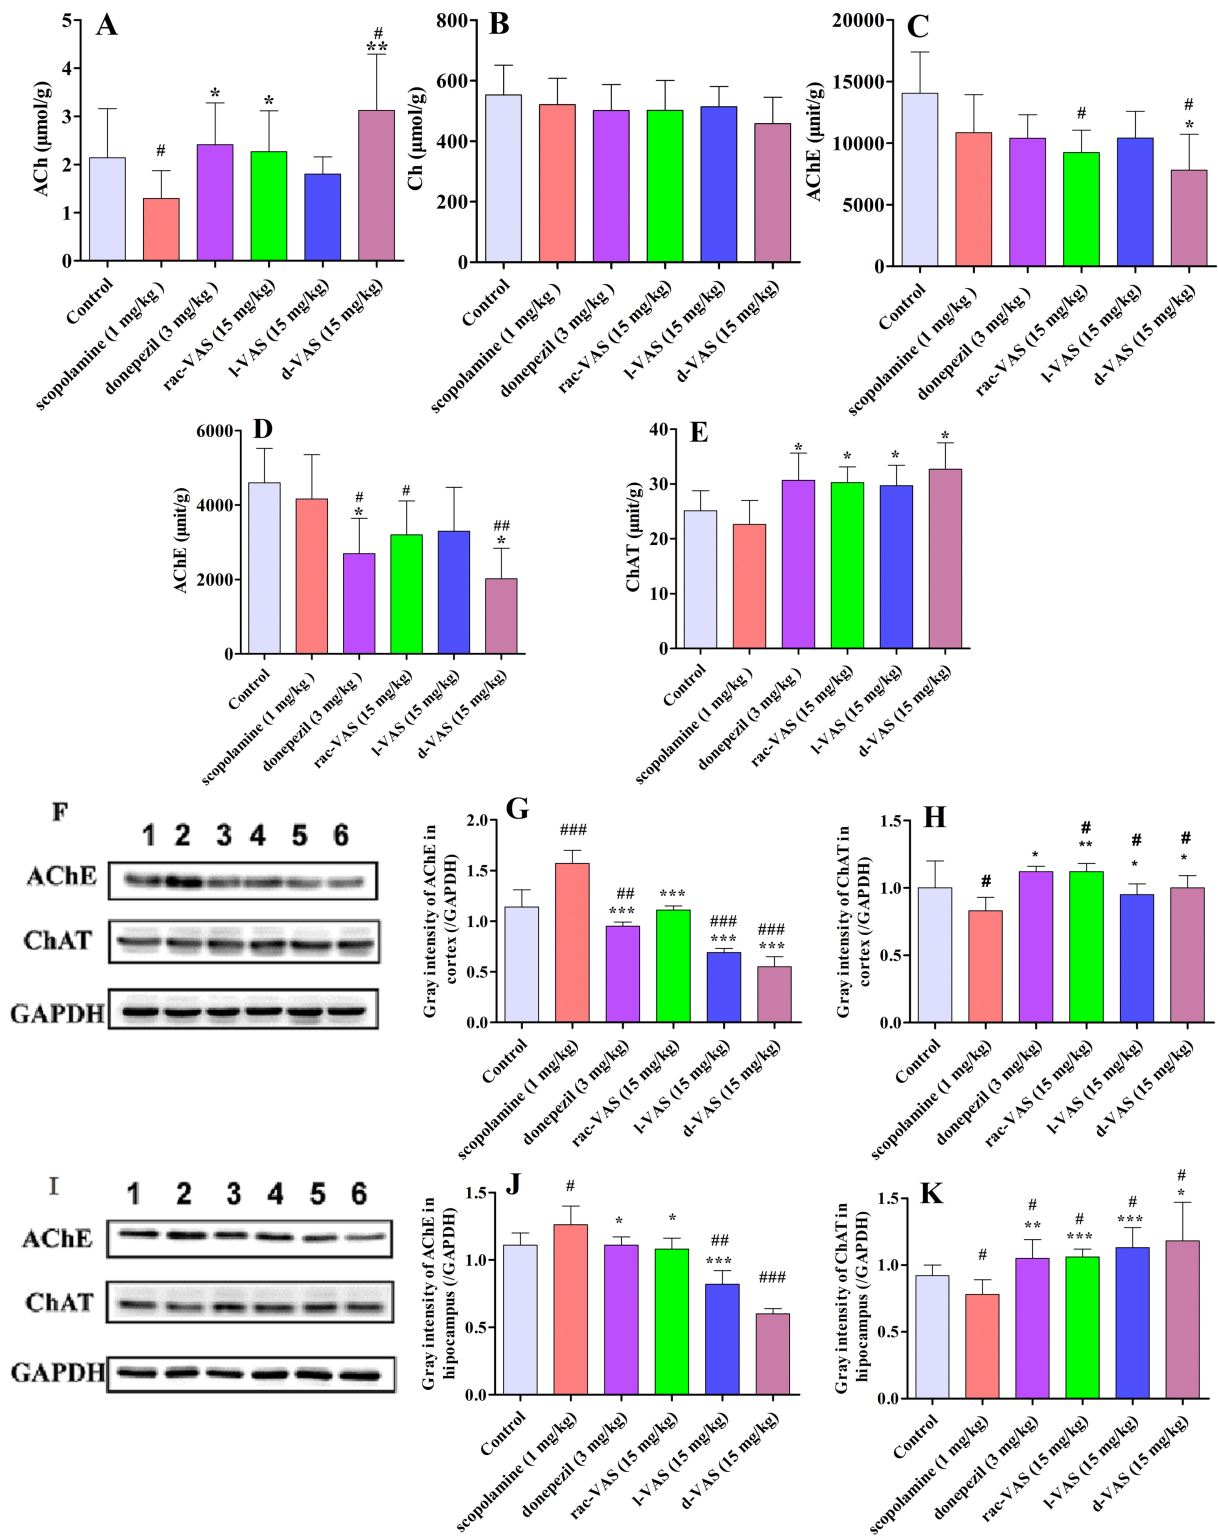 A
ACh (μmol/g)
5
4
3
2
1
0
#
*
*
#
**
Control
scopolamine (1 mg/kg )
donepezil (3 mg/kg )
rac-VAS (15 mg/kg)
l-VAS (15 mg/kg)
d-VAS (15 mg/kg)
B
Ch (μmol/g)
800
600
400
200
0
Control
scopolamine (1 mg/kg )
donepezil (3 mg/kg )
rac-VAS (15 mg/kg)
l-VAS (15 mg/kg)
d-VAS (15 mg/kg)
C
AChE (μnit/g)
20000
15000
10000
5000
0
#
#
*
Control
scopolamine (1 mg/kg )
donepezil (3 mg/kg )
rac-VAS (15 mg/kg)
l-VAS (15 mg/kg)
d-VAS (15 mg/kg)
D
AChE (μnit/g)
6000
4000
2000
0
#
*
#
##
*
Control
scopolamine (1 mg/kg )
donepezil (3 mg/kg )
rac-VAS (15 mg/kg)
l-VAS (15 mg/kg)
d-VAS (15 mg/kg)
E
ChAT (μnit/g)
40
30
20
10
0
*
*
*
*
Control
scopolamine (1 mg/kg )
donepezil (3 mg/kg )
rac-VAS (15 mg/kg)
l-VAS (15 mg/kg)
d-VAS (15 mg/kg)
F
1 2 3 4 5 6
AChE
ChAT
GAPDH
G
Gray intensity of AChE in
cortex (/GAPDH)
2.0
1.5
1.0
0.5
0.0
###
##
***
***
###
***
###
***
Control
scopolamine (1 mg/kg)
donepezil (3 mg/kg)
rac-VAS (15 mg/kg)
l-VAS (15 mg/kg)
d-VAS (15 mg/kg)
H
Gray intensity of ChAT in
cortex (/GAPDH)
1.5
1.0
0.5
0.0
#
*
#
**
#
*
#
*
Control
scopolamine (1 mg/kg)
donepezil (3 mg/kg)
rac-VAS (15 mg/kg)
l-VAS (15 mg/kg)
d-VAS (15 mg/kg)
I
1 2 3 4 5 6
AChE
ChAT
GAPDH
J
Gray intensity of AChE in
hipocampus (/GAPDH)
1.5
1.0
0.5
0.0
#
*
*
##
***
###
Control
scopolamine (1 mg/kg)
donepezil (3 mg/kg)
rac-VAS (15 mg/kg)
l-VAS (15 mg/kg)
d-VAS (15 mg/kg)
K
Gray intensity of ChAT in
hipocampus (/GAPDH)
1.5
1.0
0.5
0.0
#
#
**
#
***
#
***
#
*
Control
scopolamine (1 mg/kg)
donepezil (3 mg/kg)
rac-VAS (15 mg/kg)
l-VAS (15 mg/kg)
d-VAS (15 mg/kg)